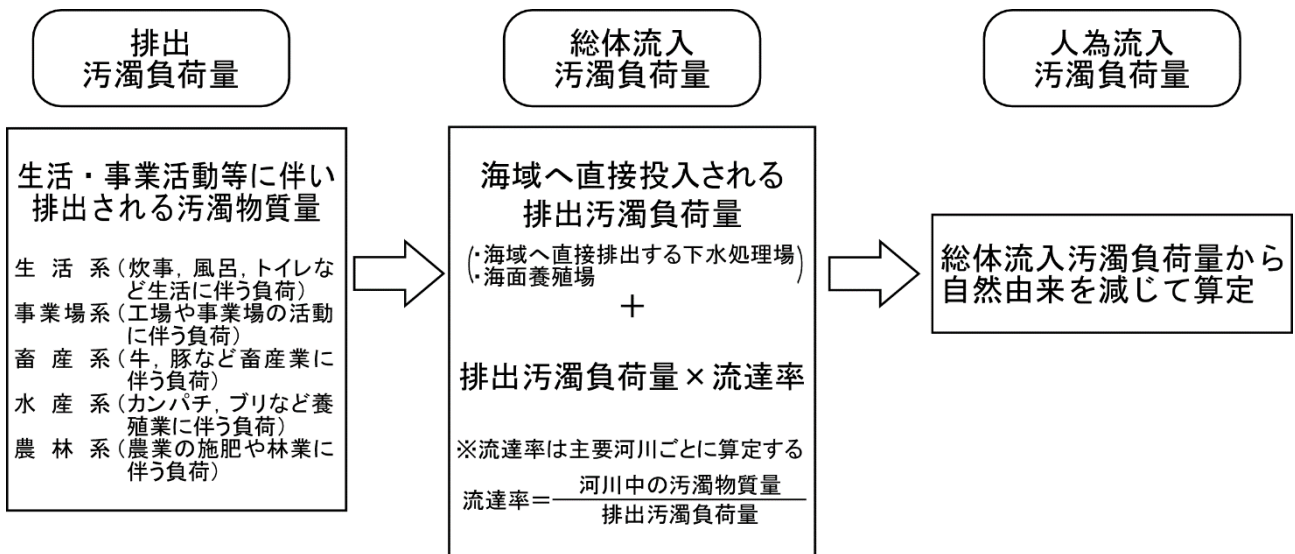 排出
汚濁負荷量
生活・事業活動等に伴い
排出される汚濁物質量
生活系(炊事,風呂,トイレな
ど生活に伴う負荷)
事業場系(工場や事業場の活動
に伴う負荷)
畜産系(牛,豚など畜産業に
伴う負荷)
水産系(カンパチ,ブリなど養
殖業に伴う負荷)
農林系(農業の施肥や林業に
伴う負荷)
総体流入
汚濁負荷量
海域へ直接投入される
排出汚濁負荷量
(・海域へ直接排出する下水処理場
・海面養殖場)
+
排出汚濁負荷量×流達率
※流達率は主要河川ごとに算定する
流達率=河川中の汚濁物質量
排出汚濁負荷量
人為流入
汚濁負荷量
総体流入汚濁負荷量から
自然由来を減じて算定